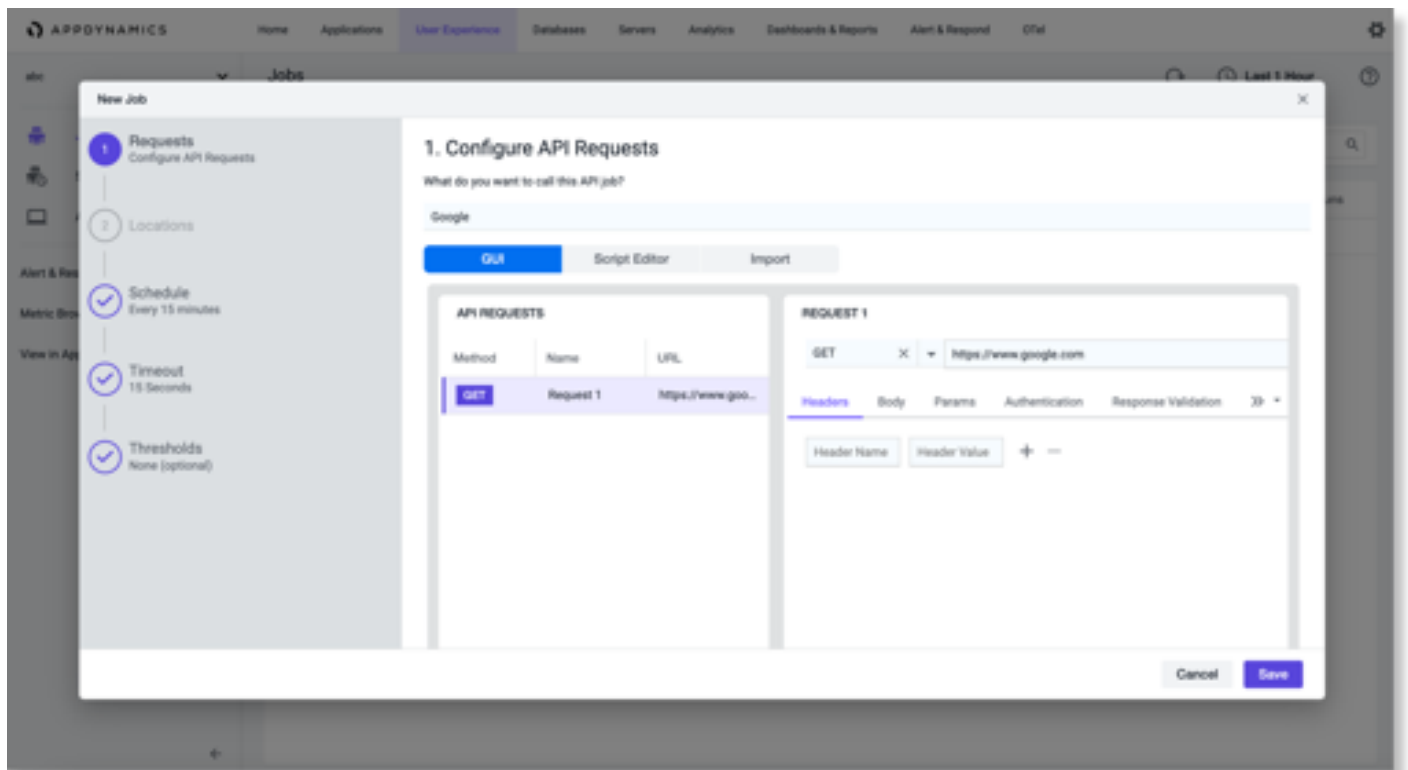 APPDYNAMICS
Home Applications User Experience Databases Servers Analytics Dashboards & Reports Alert & Respond OTel
abc
Jobs
Last 1 Hour
New Job
1
Requests
Configure API Requests
2
Locations
Schedule
Every 15 minutes
Timeout
15 Seconds
Thresholds
None (optional)
Alert & Res
Metric Brow
View in App
1. Configure API Requests
What do you want to call this API job?
Google
GUI Script Editor Import
API REQUESTS
Method Name URL
GET Request 1 https://www.goo...
REQUEST 1
GET https://www.google.com
Headers Body Params Authentication Response Validation
Header Name Header Value
Cancel Save